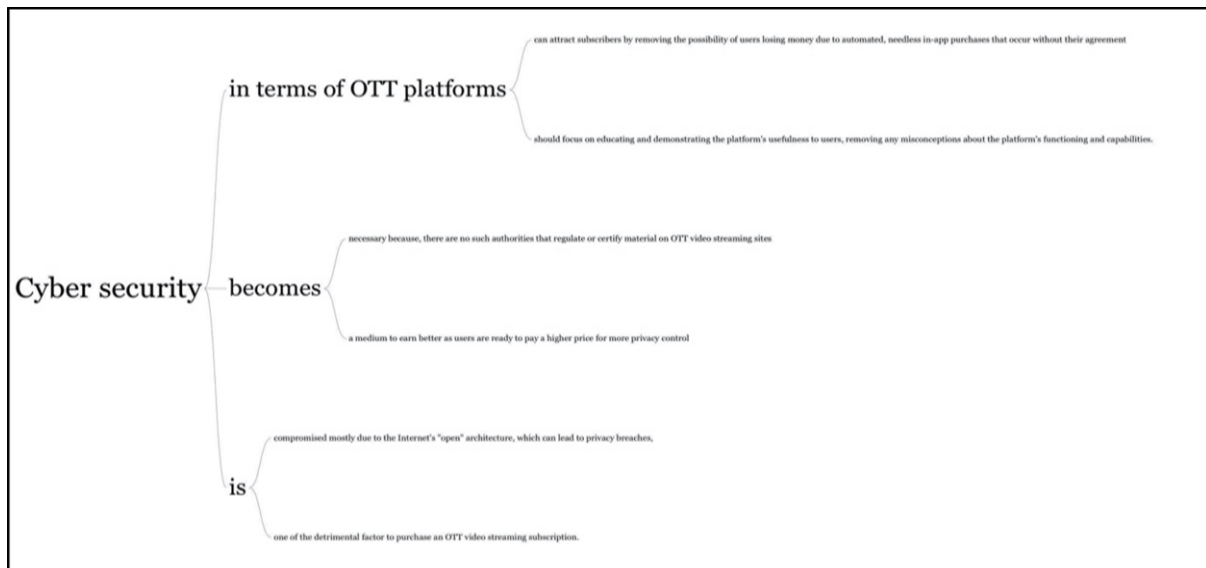 can attract subscribers by removing the possibility of users losing money due to automated, needless in-app purchases that occur without their agreement
in terms of OTT platforms
should focus on educating and demonstrating the platform's usefulness to users, removing any misconceptions about the platform's functioning and capabilities.
necessary because, there are no such authorities that regulate or certify material on OTT video streaming sites
Cyber security
becomes
a medium to earn better as users are ready to pay a higher price for more privacy control
compromised mostly due to the Internet's "open" architecture, which can lead to privacy breaches,
is
one of the detrimental factor to purchase an OTT video streaming subscription.